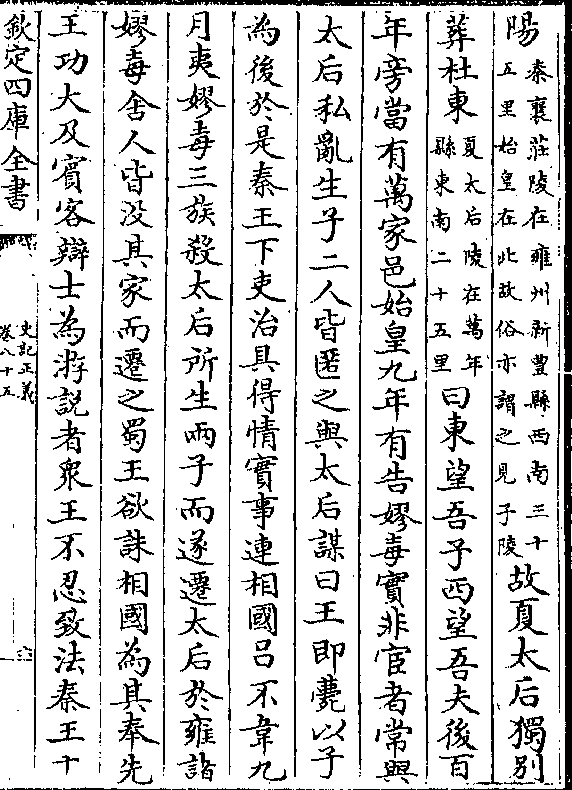 陽秦襄莊陵在雍州新豐縣西南三十五里始皇在北故俗亦謂之見子陵故夏太后獨別
葬杜東夏太后陵在萬年縣東南二十五里曰東望吾子西望吾夫後百
年旁當有萬家邑始皇九年有告嫪毐實非宦者常與
太后私亂生子二人皆匿之與太后謀曰王即薨以子
為後於是秦王下吏治具得情實事連相國呂不韋九
月夷嫪毐三族殺太后所生兩子而遂遷太后於雍諸
嫪毐舍人皆没其家而遷之蜀王欲誅相國為其奉先
王功大及賓客辯士為游說者衆王不忍致法秦王十
欽定四庫全書
史記正義
卷八十五
六